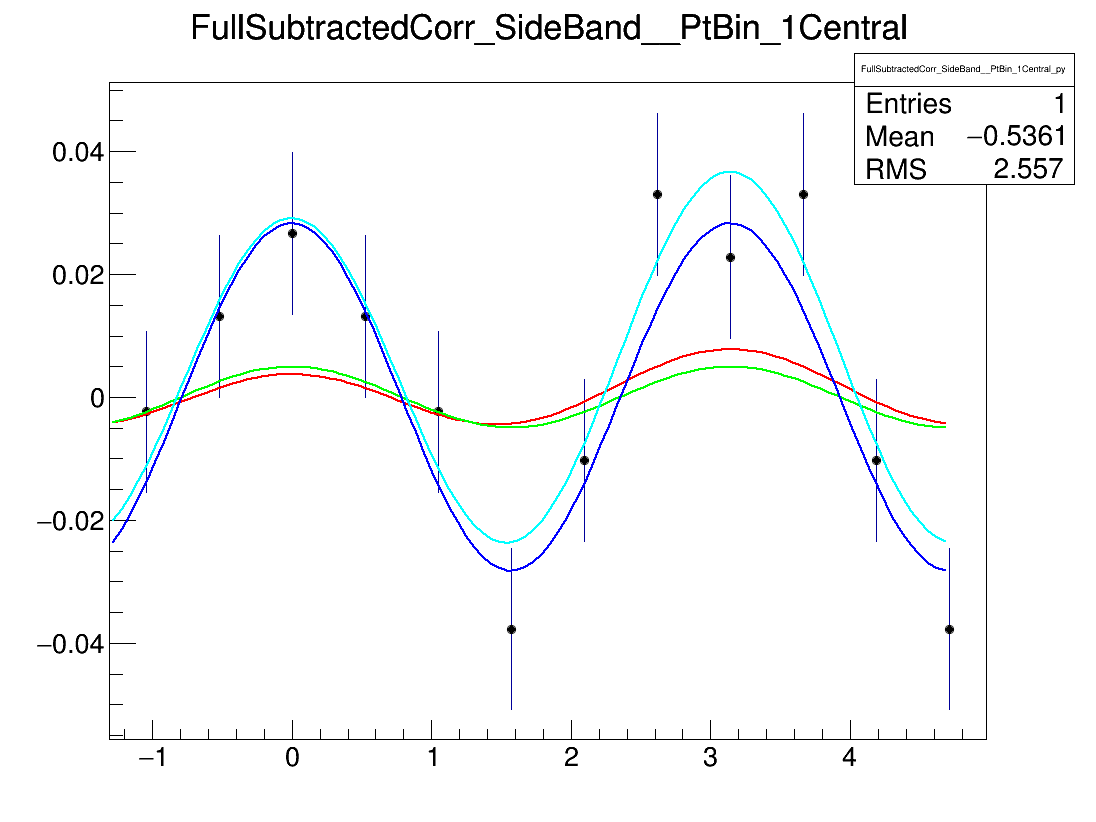 FullSubtractedCorr_SideBand__PtBin_1Central
FullSubtractedCorr_SideBand__PtBin_1Central_py
Entries 1
Mean −0.5361
RMS 2.557
0.04
0.02
0
−0.02
−0.04
−1 0 1 2 3 4